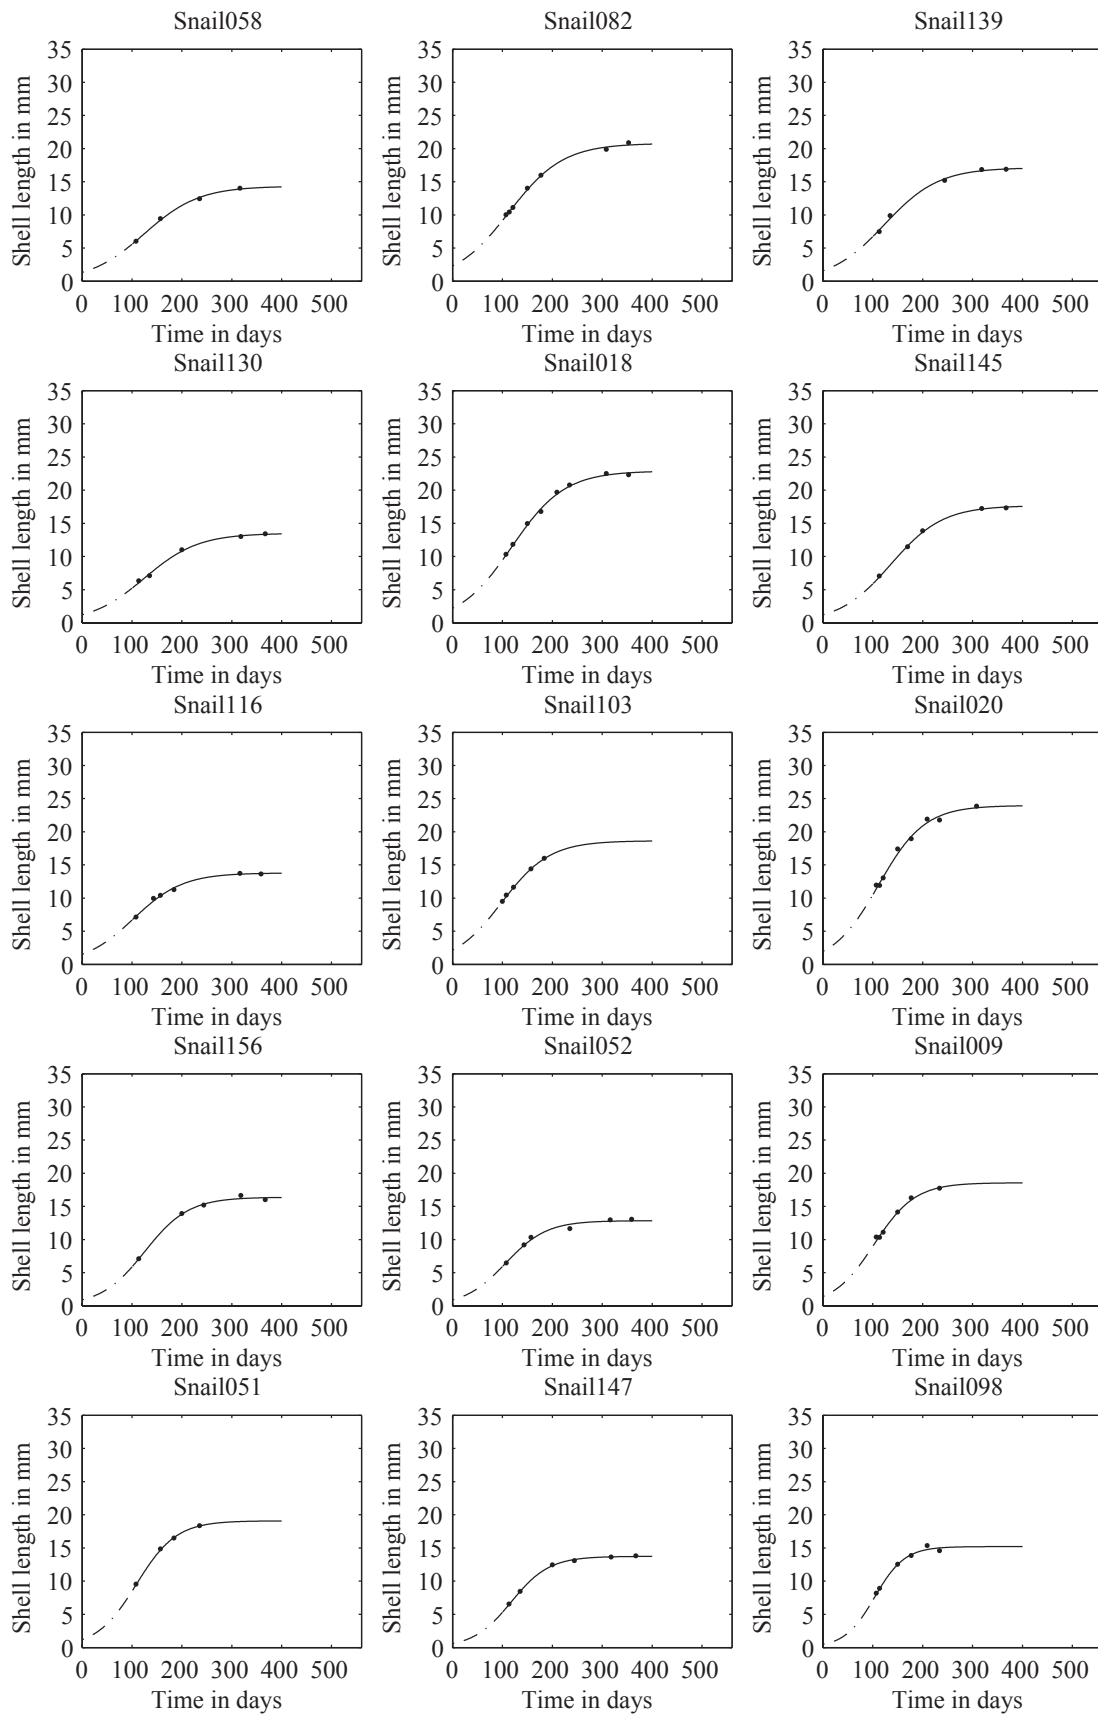 Snail058 Snail082 Snail139
35 35 35
30 30 30
25 25 25
20 20 20
15 15 15
10 10 10
5 5 5
0 0 0
Shell length in mm Shell length in mm Shell length in mm
0 100 200 300 400 500 0 100 200 300 400 500 0 100 200 300 400 500
Time in days Time in days Time in days
Snail130 Snail018 Snail145
35 35 35
30 30 30
25 25 25
20 20 20
15 15 15
10 10 10
5 5 5
0 0 0
Shell length in mm Shell length in mm Shell length in mm
0 100 200 300 400 500 0 100 200 300 400 500 0 100 200 300 400 500
Time in days Time in days Time in days
Snail116 Snail103 Snail020
35 35 35
30 30 30
25 25 25
20 20 20
15 15 15
10 10 10
5 5 5
0 0 0
Shell length in mm Shell length in mm Shell length in mm
0 100 200 300 400 500 0 100 200 300 400 500 0 100 200 300 400 500
Time in days Time in days Time in days
Snail156 Snail052 Snail009
35 35 35
30 30 30
25 25 25
20 20 20
15 15 15
10 10 10
5 5 5
0 0 0
Shell length in mm Shell length in mm Shell length in mm
0 100 200 300 400 500 0 100 200 300 400 500 0 100 200 300 400 500
Time in days Time in days Time in days
Snail051 Snail147 Snail098
35 35 35
30 30 30
25 25 25
20 20 20
15 15 15
10 10 10
5 5 5
0 0 0
Shell length in mm Shell length in mm Shell length in mm
0 100 200 300 400 500 0 100 200 300 400 500 0 100 200 300 400 500
Time in days Time in days Time in days